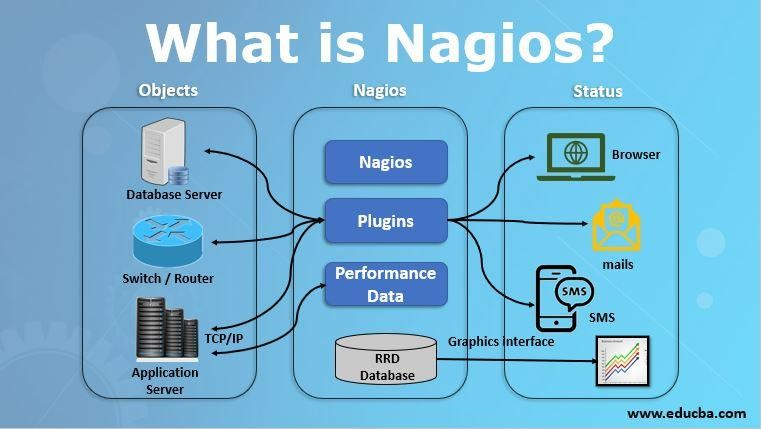 What is Nagios?
Objects
Nagios
Status
Database Server
Switch / Router
TCP/IP
Application
Server
Nagios
Plugins
Performance
Data
RRD
Database
Graphics interface
Browser
@
mails
SMS
SMS
www.educba.com